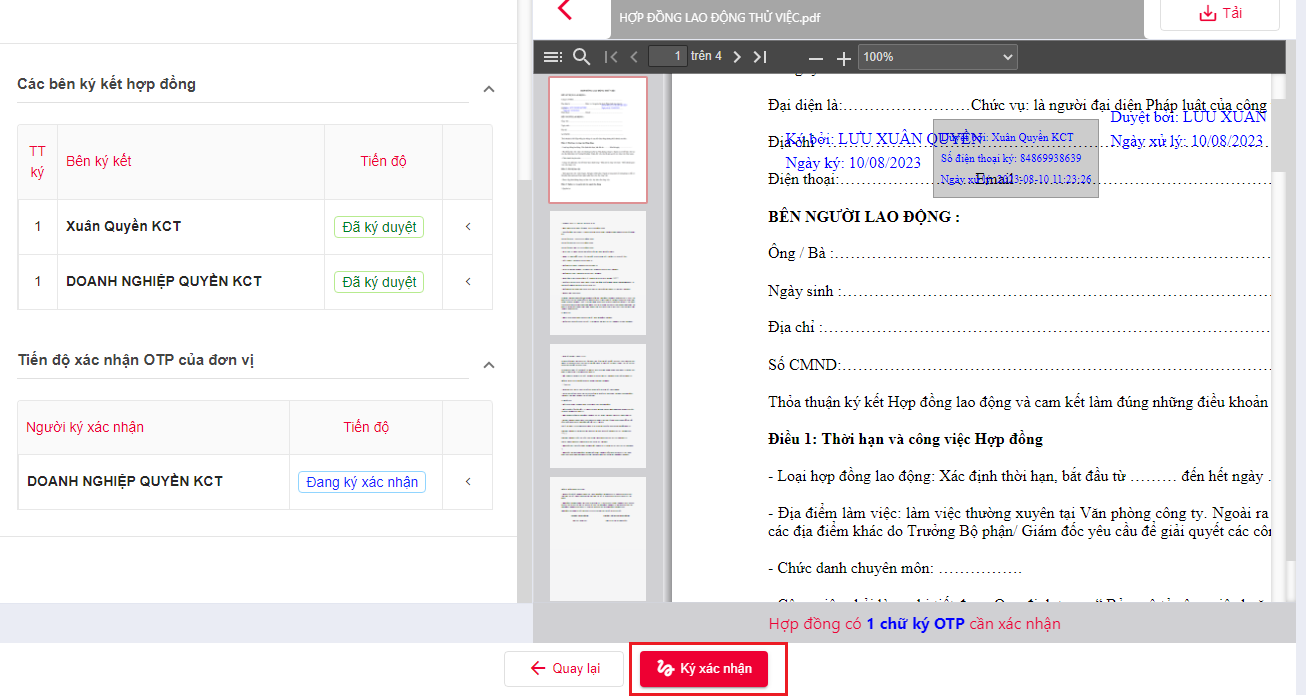 Các bên ký kết hợp đồng
TT ký
Bên ký kết
Tiến độ
1
Xuân Quyền KCT
Đã ký duyệt
1
DOANH NGHIỆP QUYỀN KCT
Đã ký duyệt
Tiến độ xác nhận OTP của đơn vị
Người ký xác nhận
Tiến độ
DOANH NGHIỆP QUYỀN KCT
Đang ký xác nhận
HỢP ĐỒNG LAO ĐỘNG THỬ VIỆC.pdf
Tải
1 trên 4
100%
Đại diện là:……………………Chức vụ: là người đại diện Pháp luật của công
Duyệt bởi: LƯU XUÂN
Ngày xử lý: 10/08/2023
Địa chỉ
Ký bởi: LƯU XUÂN QUYỀN
Ngày ký: 10/08/2023
Duyệt bởi: Xuân Quyền KCT
Số điện thoại ký: 84869938639
Ngày xử lý: 2023-08-10 11:23:26
Điện thoại:……………………… Email
BÊN NGƯỜI LAO ĐỘNG :
Ông / Bà :………………………………………………………………
Ngày sinh :………………………………………………………………
Địa chỉ :………………………………………………………………
Số CMND:………………………………………………………………
Thỏa thuận ký kết Hợp đồng lao động và cam kết làm đúng những điều khoản
Điều 1: Thời hạn và công việc Hợp đồng
- Loại hợp đồng lao động: Xác định thời hạn, bắt đầu từ ……… đến hết ngày .
- Địa điểm làm việc: làm việc thường xuyên tại Văn phòng công ty. Ngoài ra
các địa điểm khác do Trưởng Bộ phận/ Giám đốc yêu cầu để giải quyết các
- Chức danh chuyên môn: …………….
Hợp đồng có 1 chữ ký OTP cần xác nhận
Quay lại
Ký xác nhận